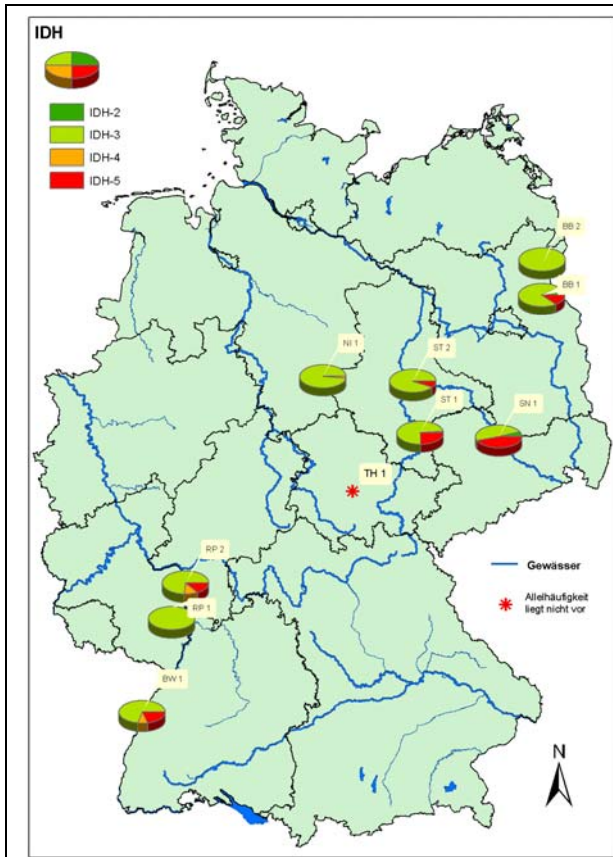 IDH
IDH-2
IDH-3
IDH-4
IDH-5
BB 2
BB 1
NI 1
ST 2
ST 1
SN 1
TH 1
RP 2
RP 1
BW 1
Gewässer
Allelhäufigkeit
liegt nicht vor
N